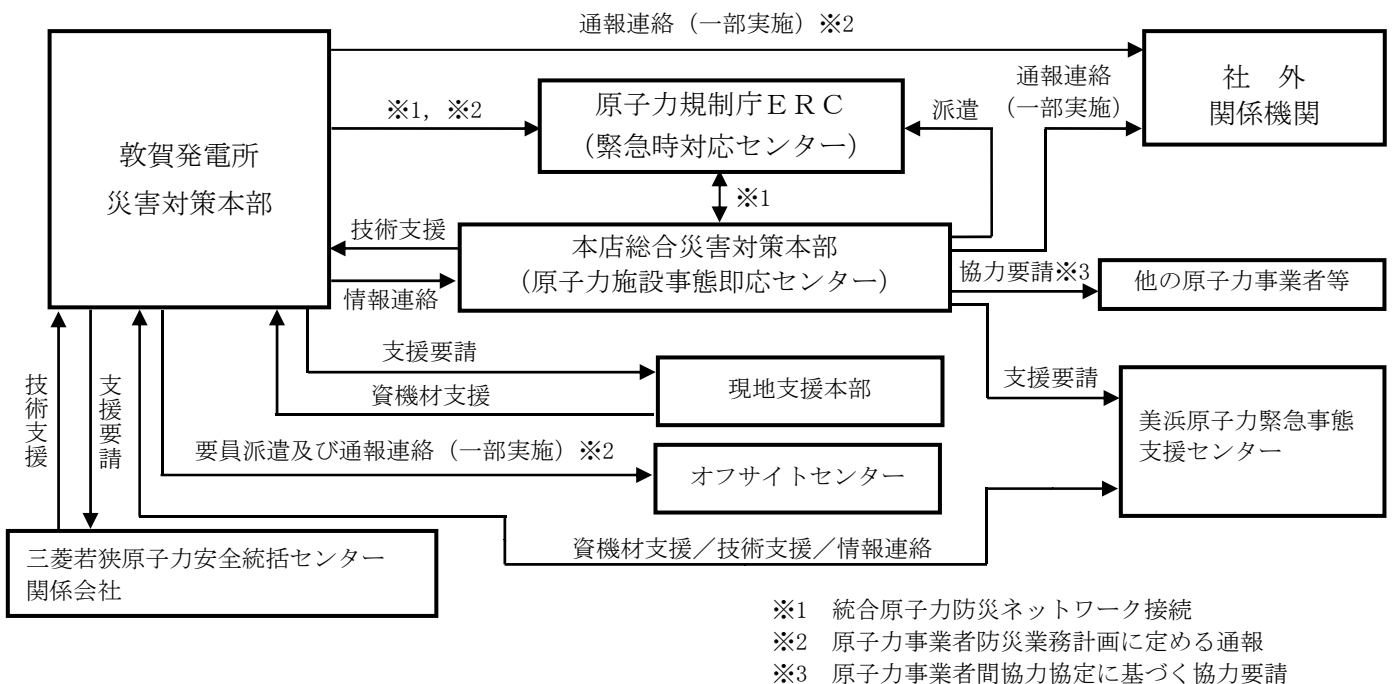 通報連絡（一部実施）※2
敦賀発電所
災害対策本部
※1，※2
原子力規制庁ＥＲＣ
（緊急時対応センター）
派遣
通報連絡
（一部実施）
社　外
関係機関
※1
技術支援
情報連絡
本店総合災害対策本部
（原子力施設事態即応センター）
協力要請※3
他の原子力事業者等
支援要請
資機材支援
現地支援本部
支援要請
美浜原子力緊急事態
支援センター
技術支援
支援要請
要員派遣及び通報連絡（一部実施）※2
オフサイトセンター
資機材支援／技術支援／情報連絡
三菱若狭原子力安全統括センター
関係会社
※1　統合原子力防災ネットワーク接続
※2　原子力事業者防災業務計画に定める通報
※3　原子力事業者間協力協定に基づく協力要請